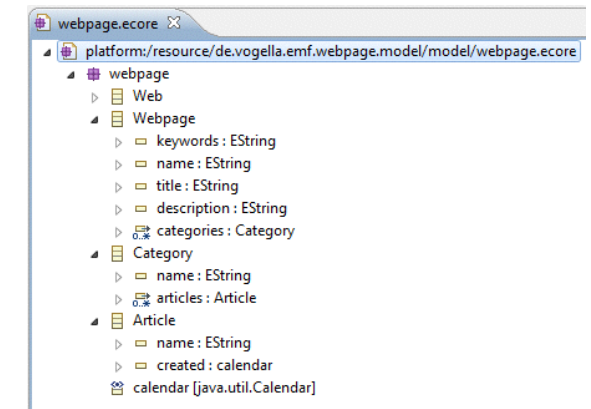 webpage.ecore
platform:/resource/de.vogella.emf.webpage.model/model/webpage.ecore
webpage
Web
Webpage
keywords : EString
name : EString
title : EString
description : EString
0..* categories : Category
Category
name : EString
0..* articles : Article
Article
name : EString
created : calendar
calendar [java.util.Calendar]